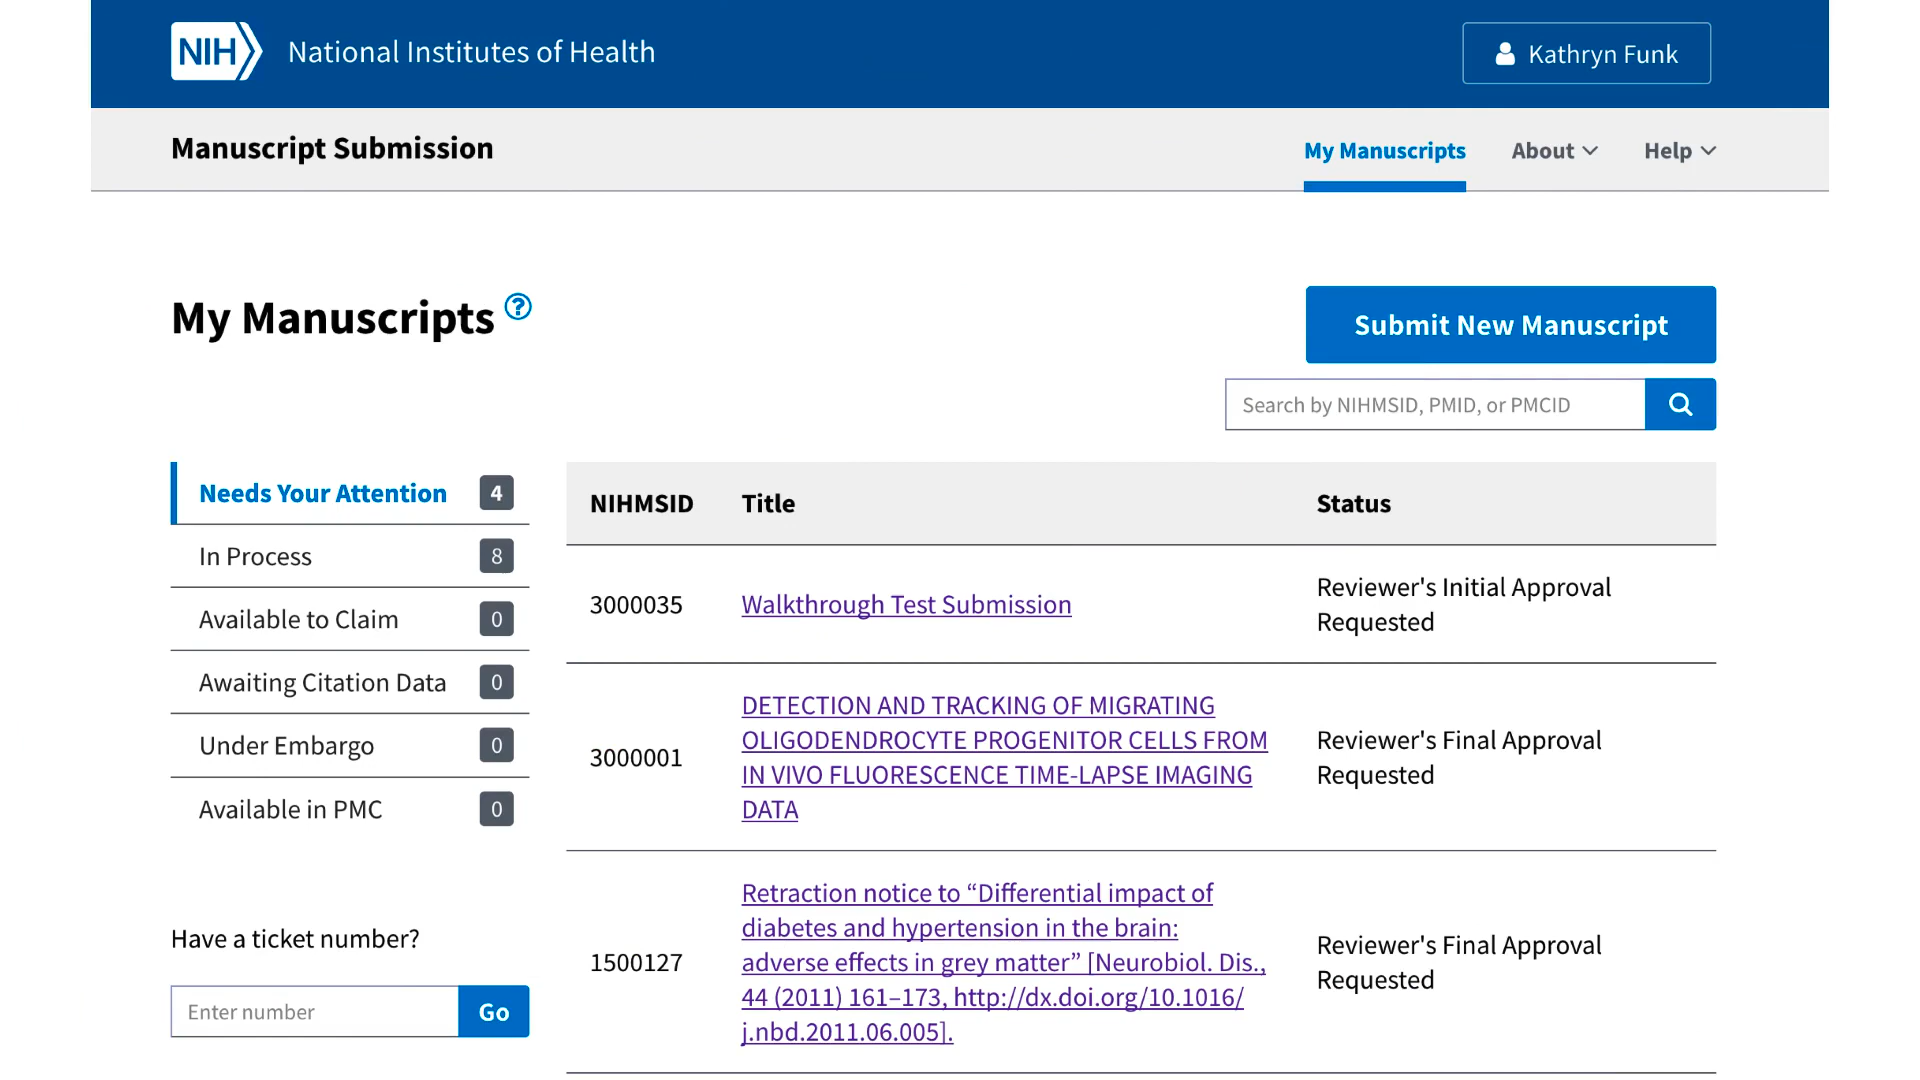 NIH National Institutes of Health
Kathryn Funk
Manuscript Submission
My Manuscripts
About
Help
My Manuscripts
Submit New Manuscript
Search by NIHMSID, PMID, or PMCID
Needs Your Attention 4
In Process 8
Available to Claim 0
Awaiting Citation Data 0
Under Embargo 0
Available in PMC 0
Have a ticket number?
Enter number
Go
NIHMSID Title Status
3000035 Walkthrough Test Submission
Reviewer's Initial Approval
Requested
3000001
DETECTION AND TRACKING OF MIGRATING
OLIGODENDROCYTE PROGENITOR CELLS FROM
IN VIVO FLUORESCENCE TIME-LAPSE IMAGING
DATA
Reviewer's Final Approval
Requested
1500127
Retraction notice to “Differential impact of
diabetes and hypertension in the brain:
adverse effects in grey matter” [Neurobiol. Dis.,
44 (2011) 161–173, http://dx.doi.org/10.1016/
j.nbd.2011.06.005].
Reviewer's Final Approval
Requested